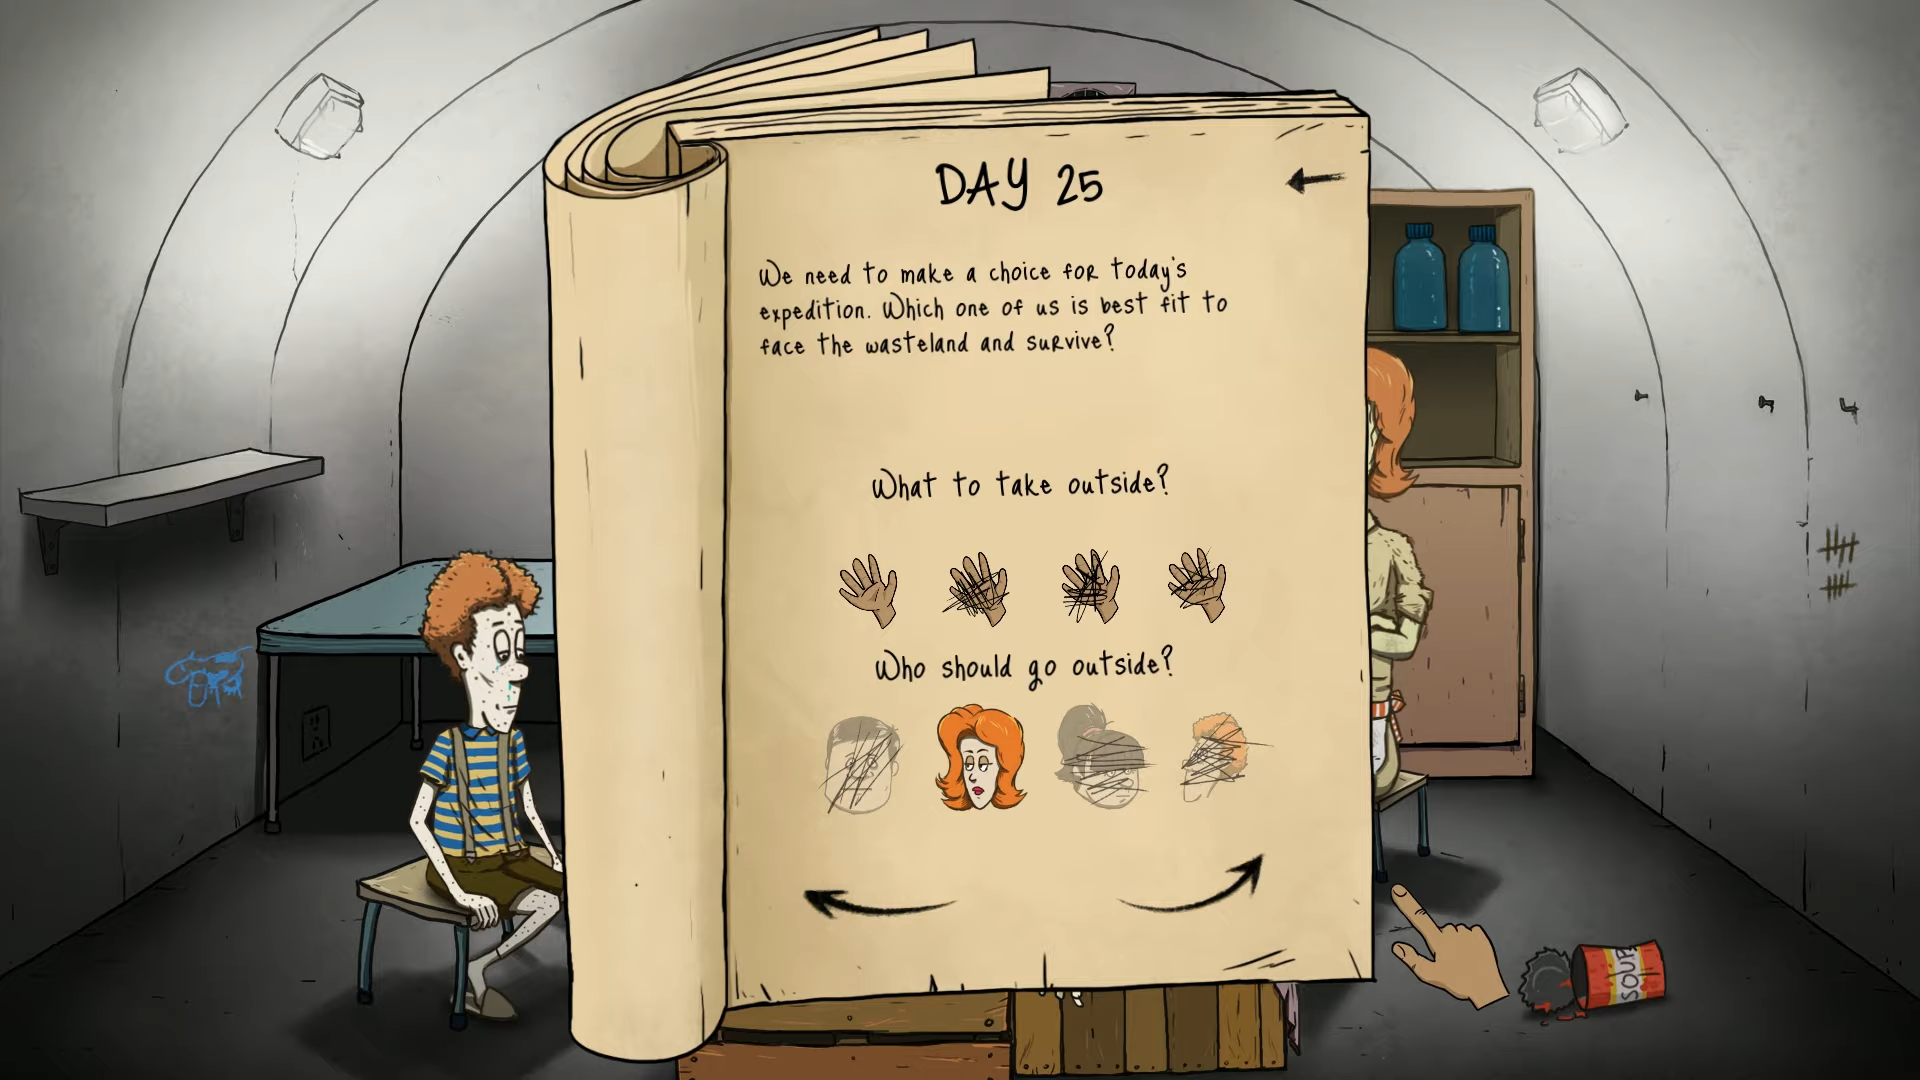 DAY 25
We need to make a choice for today's
expedition. Which one of us is best fit to
face the wasteland and survive?
What to take outside?
Who should go outside?
SOUP